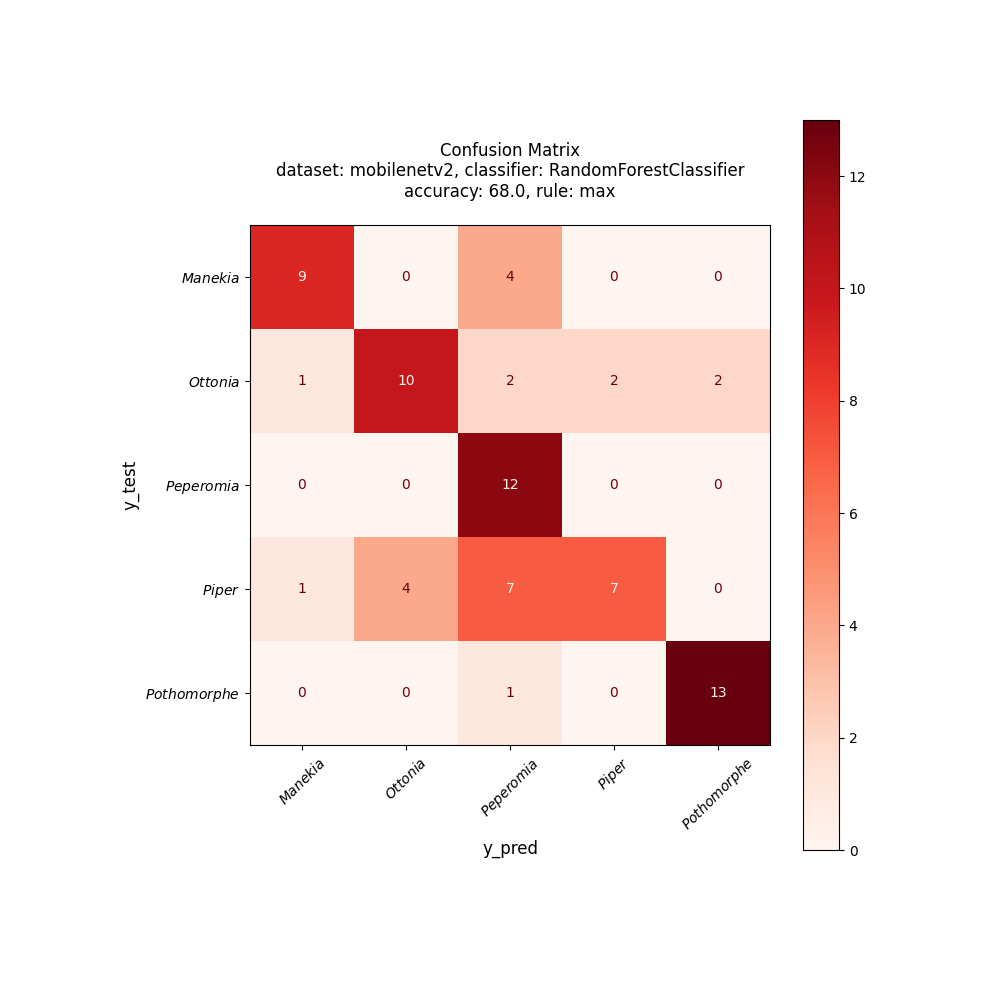 Confusion Matrix
dataset: mobilenetv2, classifier: RandomForestClassifier
accuracy: 68.0, rule: max
y_test
Manekia 9 0 4 0 0
Ottonia 1 10 2 2 2
Peperomia 0 0 12 0 0
Piper 1 4 7 7 0
Pothomorphe 0 0 1 0 13
Manekia Ottonia Peperomia Piper Pothomorphe
y_pred
12
10
8
6
4
2
0